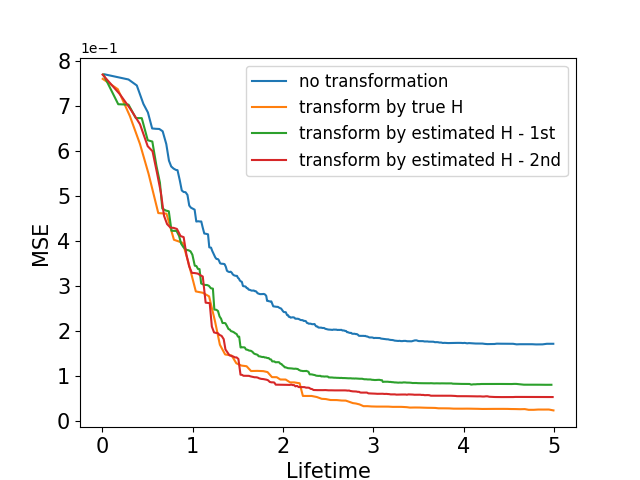 1e−1
8
7
6
5
4
3
2
1
0
MSE
no transformation
transform by true H
transform by estimated H - 1st
transform by estimated H - 2nd
0 1 2 3 4 5
Lifetime